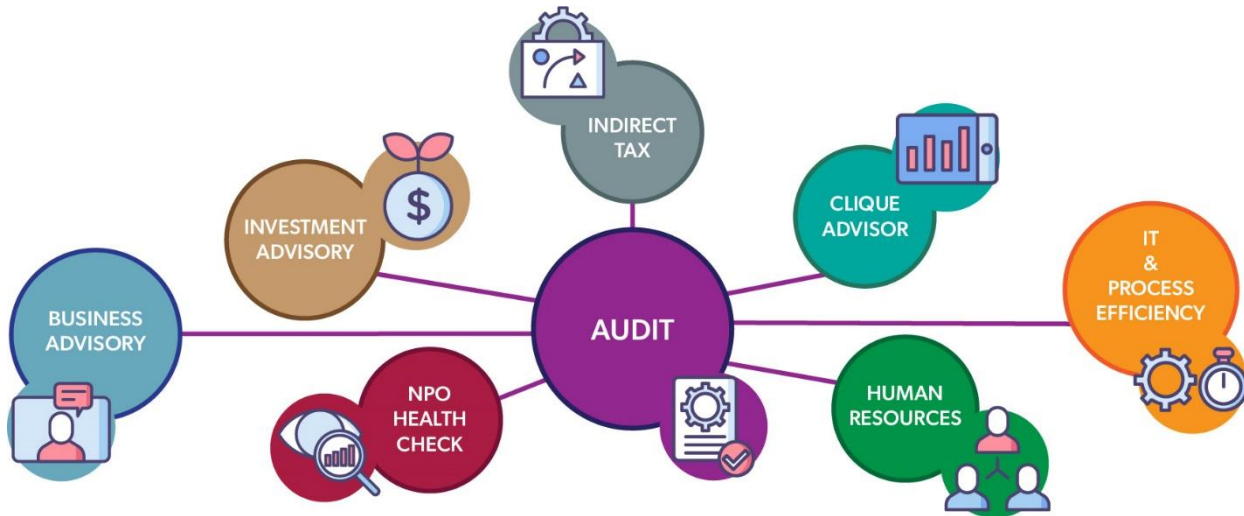 INDIRECT
TAX
INVESTMENT
ADVISORY
$
CLIQUE
ADVISOR
IT
&
PROCESS
EFFICIENCY
BUSINESS
ADVISORY
AUDIT
NPO
HEALTH
CHECK
HUMAN
RESOURCES